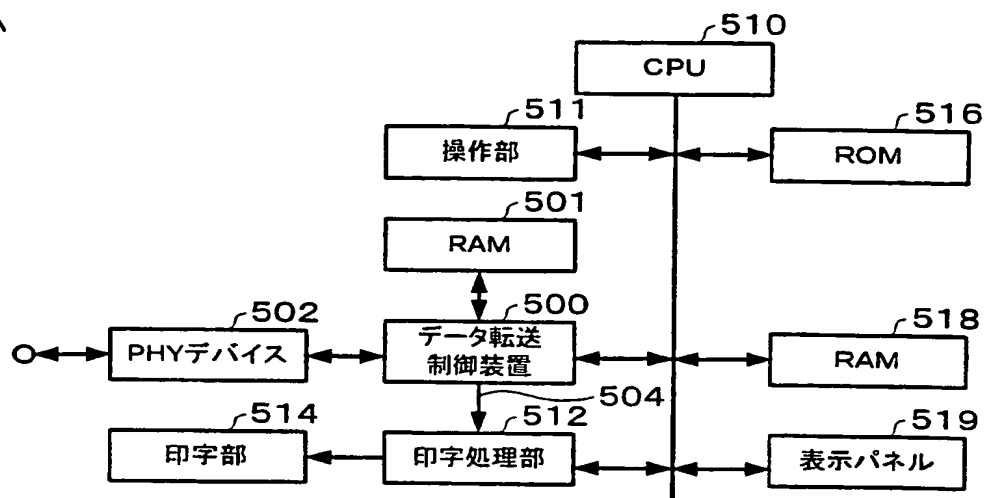 510
CPU
511
操作部
516
ROM
501
RAM
502
PHYデバイス
500
データ転送
制御装置
518
RAM
504
514
印字部
512
印字処理部
519
表示パネル